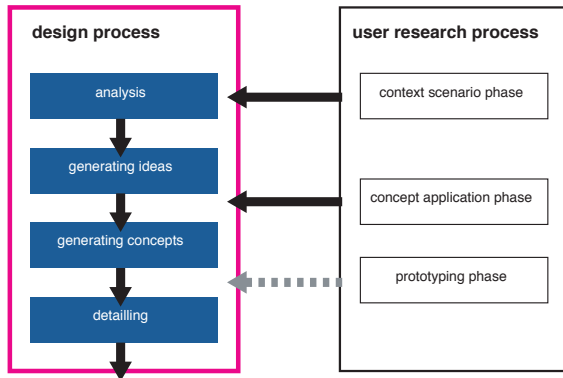 design process
analysis
generating ideas
generating concepts
detailling
user research process
context scenario phase
concept application phase
prototyping phase